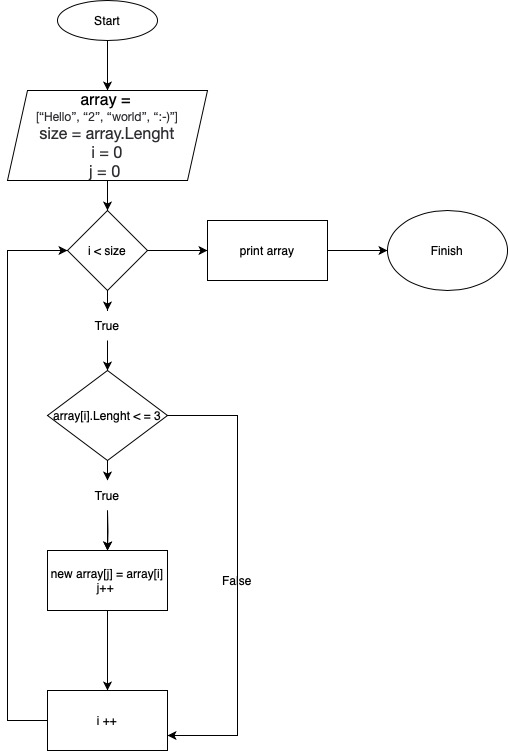 Start
array =
["Hello", "2", "world", ":-)"]
size = array.Lenght
i = 0
j = 0
i < size
print array
Finish
True
array[i].Lenght < = 3
True
new array[j] = array[i]
j++
False
i ++